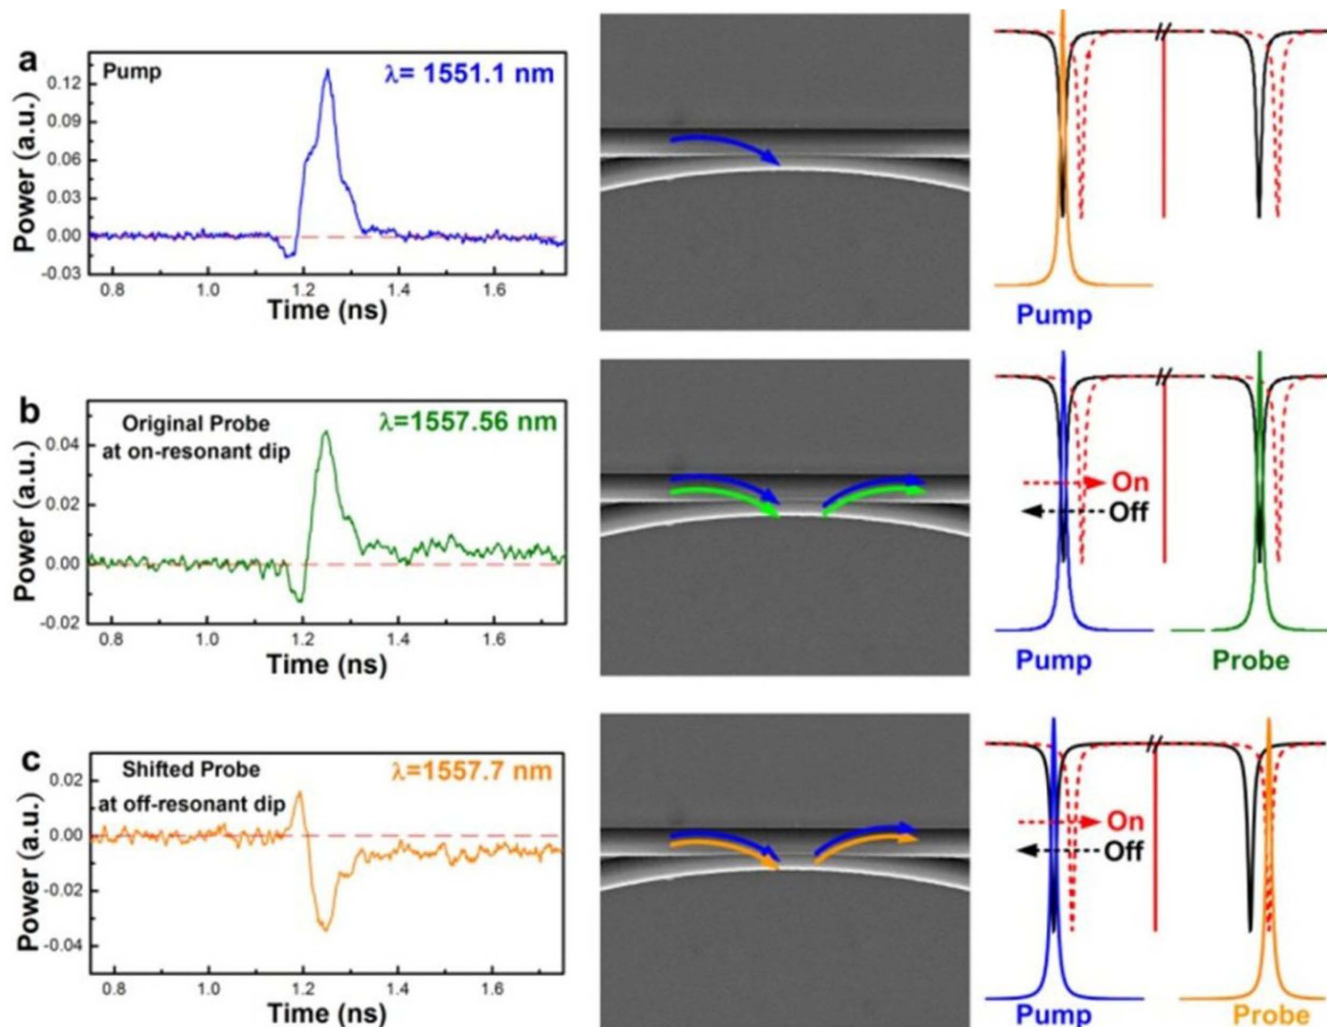 a
Pump
λ= 1551.1 nm
Power (a.u.)
0.12
0.09
0.06
0.03
0.00
-0.03
0.8
1.0
1.2
1.4
1.6
Time (ns)
//
Pump
b
Original Probe
at on-resonant dip
λ=1557.56 nm
Power (a.u.)
0.04
0.02
0.00
-0.02
0.8
1.0
1.2
1.4
1.6
Time (ns)
//
On
Off
Pump
Probe
c
Shifted Probe
at off-resonant dip
λ=1557.7 nm
Power (a.u.)
0.02
0.00
-0.02
-0.04
0.8
1.0
1.2
1.4
1.6
Time (ns)
//
On
Off
Pump
Probe